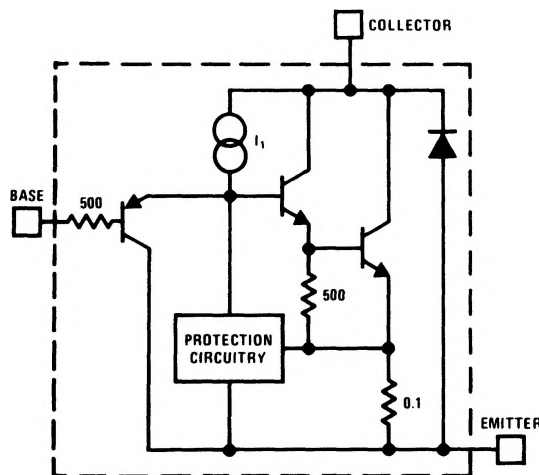 COLLECTOR
I₁
BASE
500
500
PROTECTION
CIRCUITRY
0.1
EMITTER